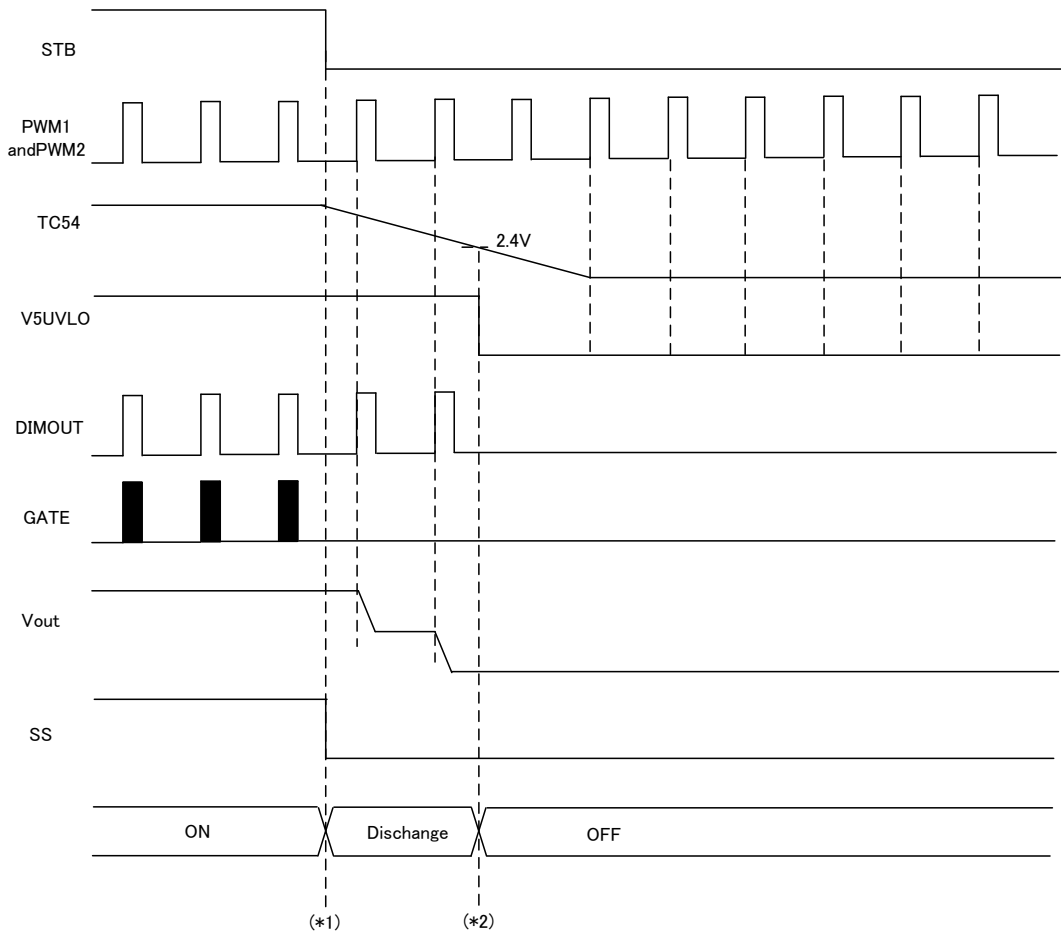 STB
PWM1
andPWM2
TC54
2.4V
V5UVLO
DIMOUT
GATE
Vout
SS
ON
Dischange
OFF
(*1)
(*2)